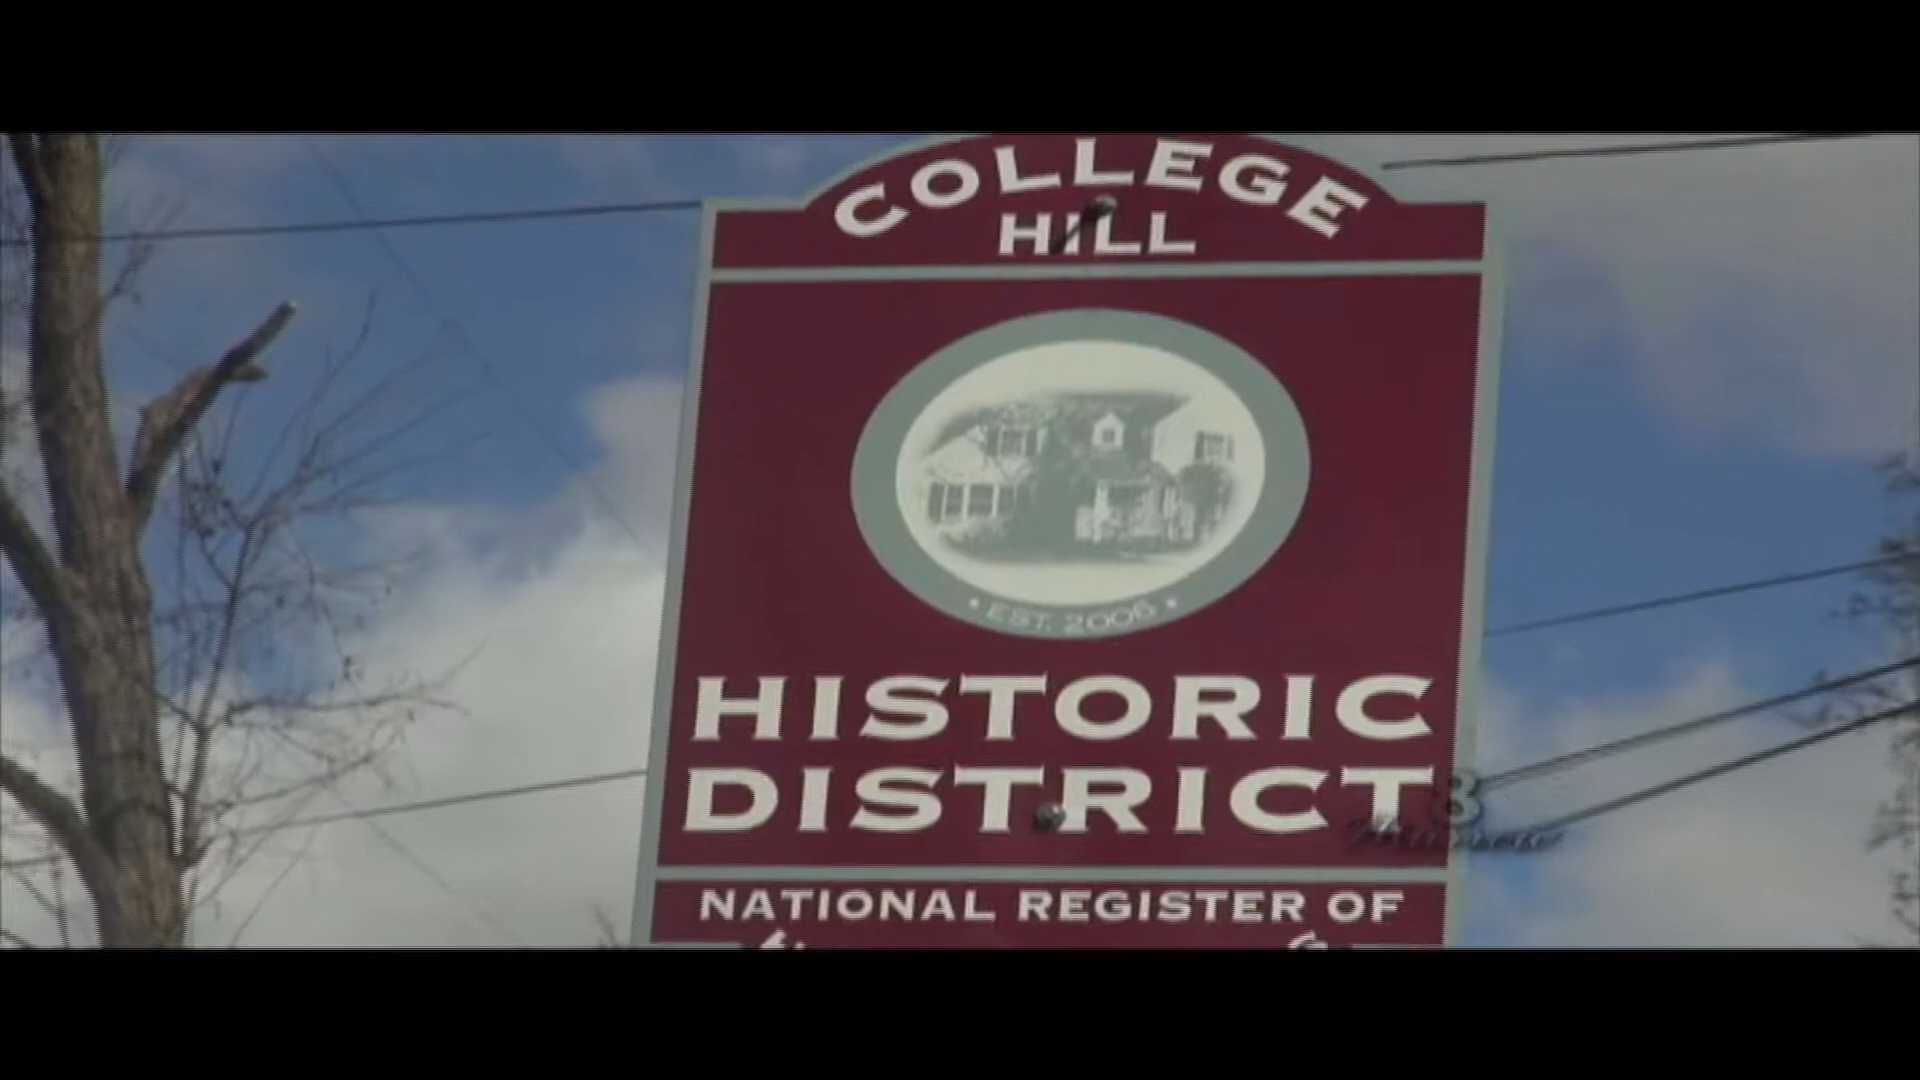 COLLEGE
HILL
• EST. 2006 •
HISTORIC
DISTRICT
NATIONAL REGISTER OF